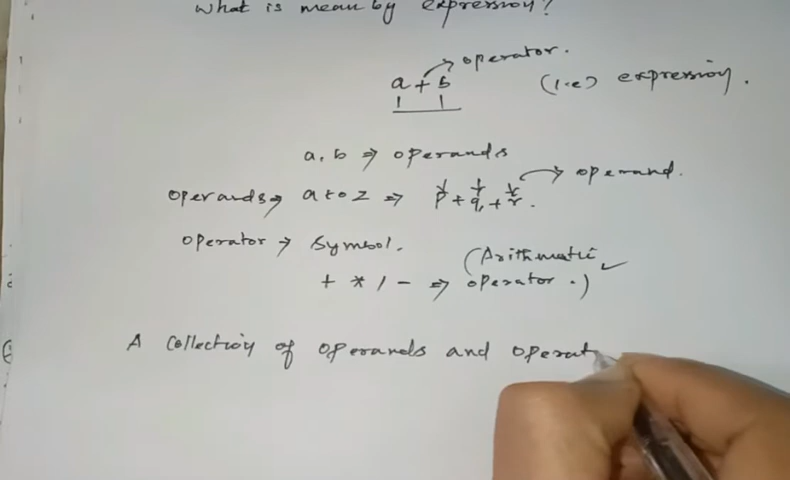 what is mean by expression?
operator.
a + b (i.e) expression.
a, b => operands
operands => a to z => p + q + r. operand.
operator → symbol.
(Arithmatic
+ * / - => operator.)
A collection of operands and operat